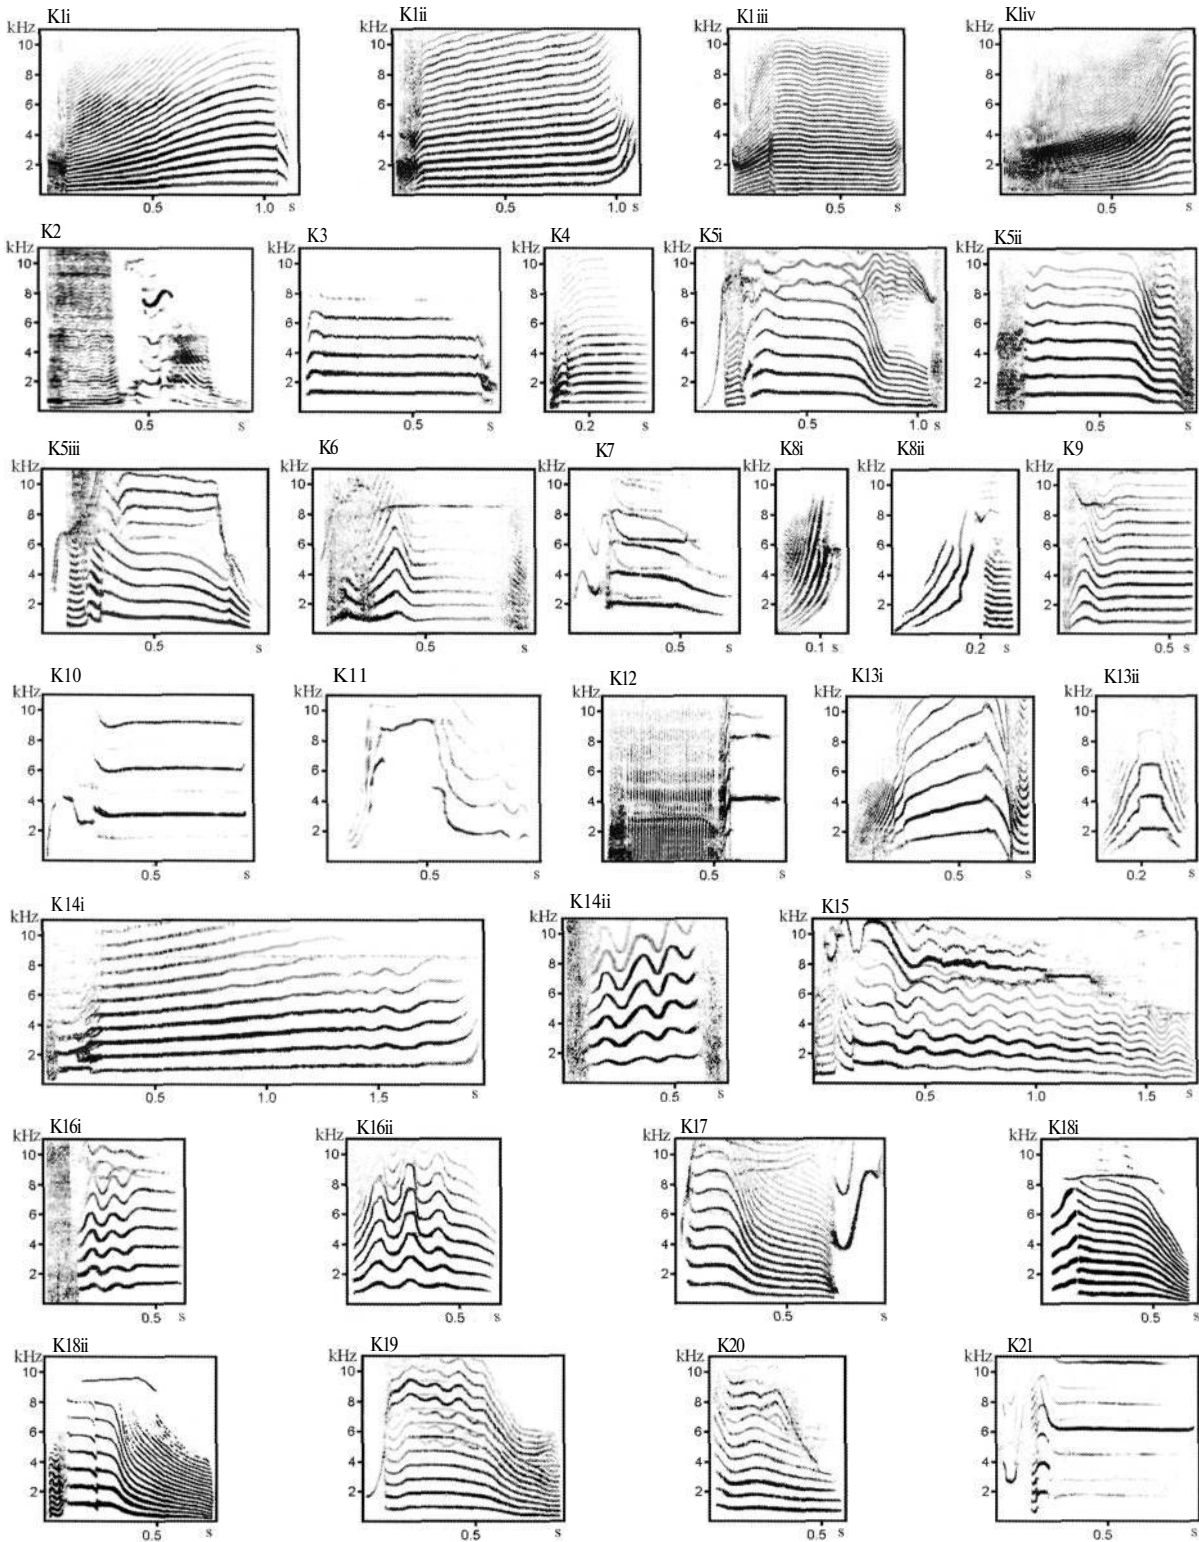 K1i K1ii K1iii K1iv
kHz kHz kHz kHz
10 10 10 10
8 8 8 8
6 6 6 6
4 4 4 4
2 2 2 2
0.5 1.0 s 0.5 1.0 s 0.5 s 0.5 s
K2 K3 K4 K5i K5ii
kHz kHz kHz kHz kHz
10 10 10 10 10
8 8 8 8 8
6 6 6 6 6
4 4 4 4 4
2 2 2 2 2
0.5 s 0.5 s 0.2 s 0.5 1.0 s 0.5 s
K5iii K6 K7 K8i K8ii K9
kHz kHz kHz kHz kHz kHz
10 10 10 10 10 10
8 8 8 8 8 8
6 6 6 6 6 6
4 4 4 4 4 4
2 2 2 2 2 2
0.5 s 0.5 s 0.5 s 0.1 s 0.2 s 0.5 s
K10 K11 K12 K13i K13ii
kHz kHz kHz kHz kHz
10 10 10 10 10
8 8 8 8 8
6 6 6 6 6
4 4 4 4 4
2 2 2 2 2
0.5 s 0.5 s 0.5 s 0.5 s 0.2 s
K14i K14ii K15
kHz kHz kHz
10 10 10
8 8 8
6 6 6
4 4 4
2 2 2
0.5 1.0 1.5 s 0.5 s 0.5 1.0 1.5 s
K16i K16ii K17 K18i
kHz kHz kHz kHz
10 10 10 10
8 8 8 8
6 6 6 6
4 4 4 4
2 2 2 2
0.5 s 0.5 s 0.5 s 0.5 s
K18ii K19 K20 K21
kHz kHz kHz kHz
10 10 10 10
8 8 8 8
6 6 6 6
4 4 4 4
2 2 2 2
0.5 s 0.5 s 0.5 s 0.5 s